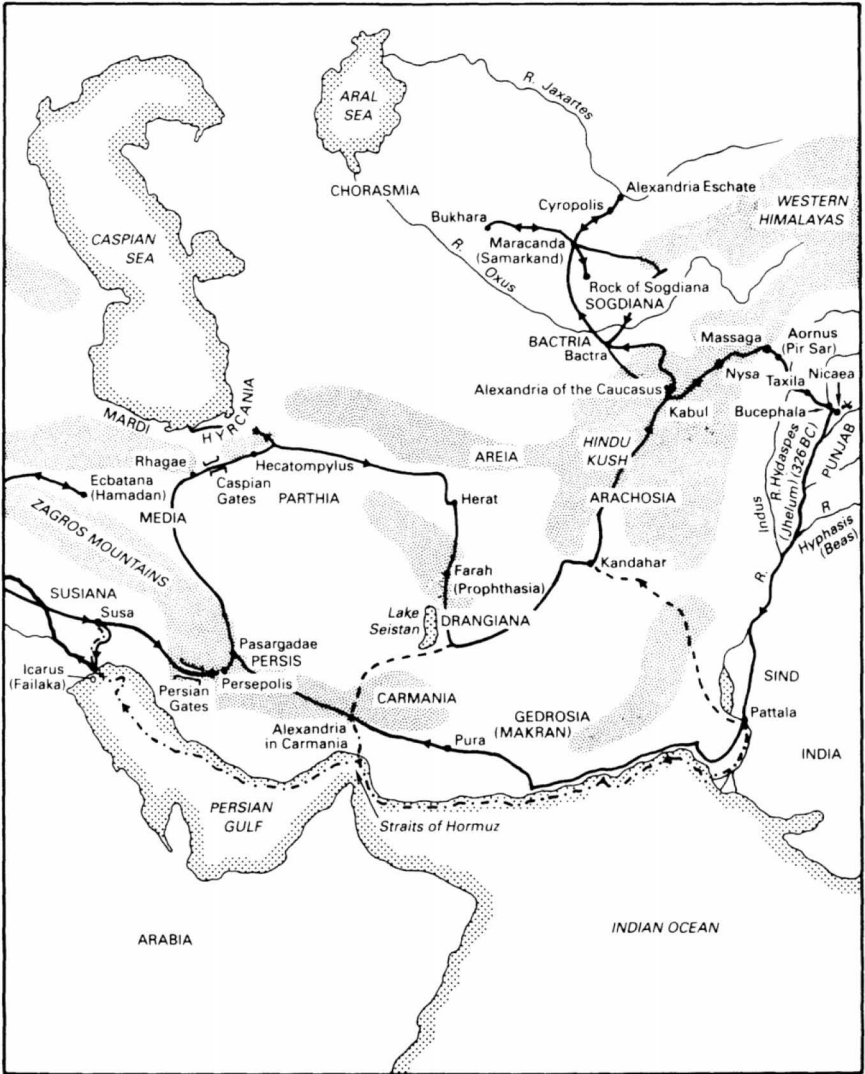 ARAL
SEA
R. Jaxartes
CHORASMIA
Alexandria Eschate
Cyropolis
WESTERN
HIMALAYAS
Bukhara
CASPIAN
SEA
R. Oxus
Maracanda
(Samarkand)
Rock of Sogdiana
SOGDIANA
BACTRIA
Bactra
Massaga
Aornus
(Pir Sar)
Nysa
Taxila
Nicaea
Alexandria of the Caucasus
Kabul
Bucephala
MARDI
HYRCANIA
HINDU
KUSH
AREIA
R. Hydaspes
(Jhelum) (326 BC)
PUNJAB
Rhagae
Hecatompylus
Caspian
Gates
Ecbatana
(Hamadan)
PARTHIA
Herat
ARACHOSIA
MEDIA
R
Hyphasis
(Beas)
R. Indus
ZAGROS MOUNTAINS
Kandahar
Farah
(Prophthasia)
SUSIANA
Susa
Lake
Seistan
DRANGIANA
Pasargadae
PERSIS
Icarus
(Failaka)
Persian
Gates
Persepolis
CARMANIA
SIND
Alexandria
in Carmania
GEDROSIA
(MAKRAN)
Pattala
Pura
INDIA
PERSIAN
GULF
Straits of Hormuz
ARABIA
INDIAN OCEAN